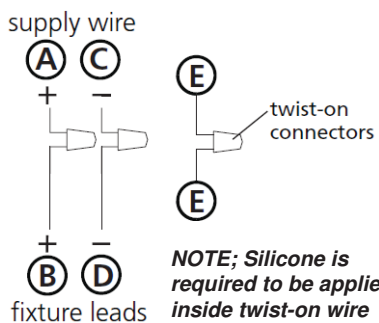 supply wire
A C E
+ −
twist-on
connectors
E
+ −
B D
fixture leads
NOTE; Silicone is
required to be applie
inside twist-on wire